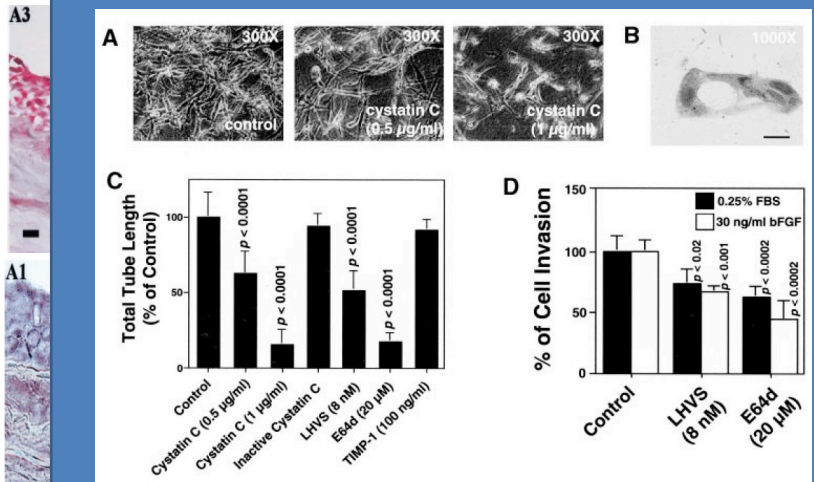 A3
A1
A
300X
control
300X
cystatin C
(0.5 µg/ml)
300X
cystatin C
(1 µg/ml)
B
1000X
C
Total Tube Length
(% of Control)
100
50
0
p < 0.0001
p < 0.0001
p < 0.0001
p < 0.0001
Control
Cystatin C (0.5 µg/ml)
Cystatin C (1 µg/ml)
Inactive Cystatin C
LHVS (8 nM)
E64d (20 µM)
TIMP-1 (100 ng/ml)
D
% of Cell Invasion
150
100
50
0
0.25% FBS
30 ng/ml bFGF
p < 0.02
p < 0.001
p < 0.0002
p < 0.0002
Control
LHVS
(8 nM)
E64d
(20 µM)